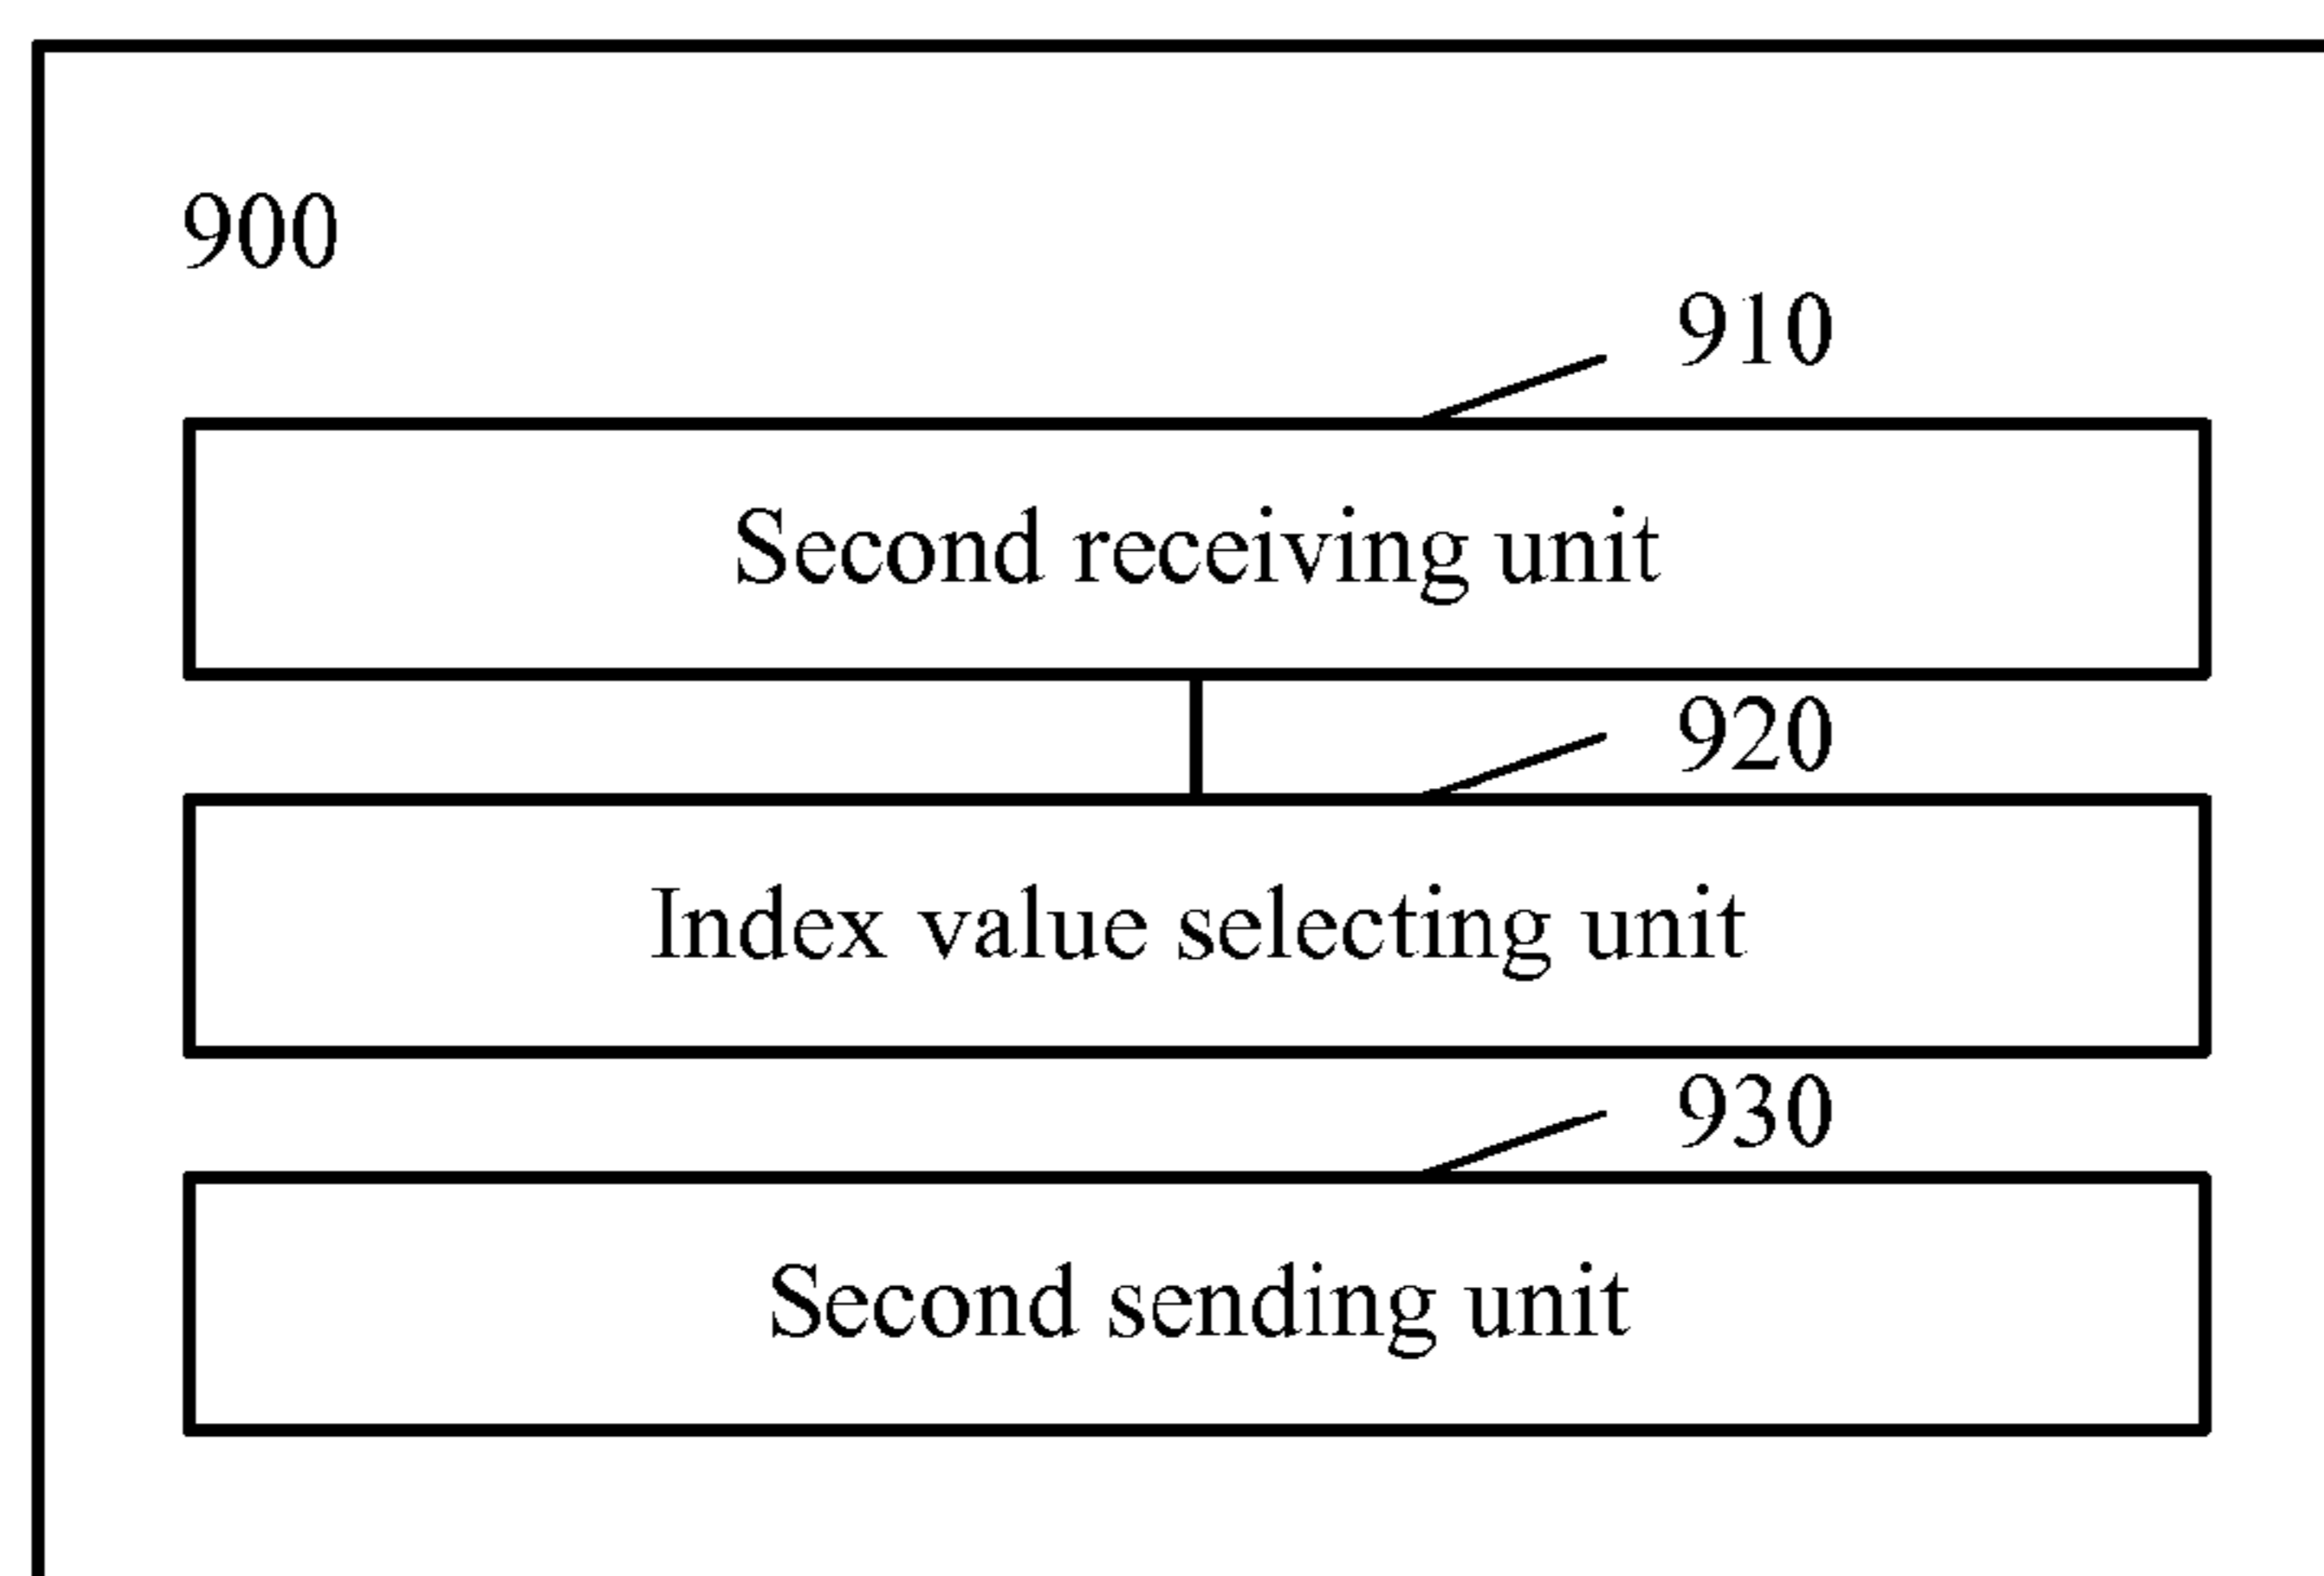 900
910
Second receiving unit
920
Index value selecting unit
930
Second sending unit